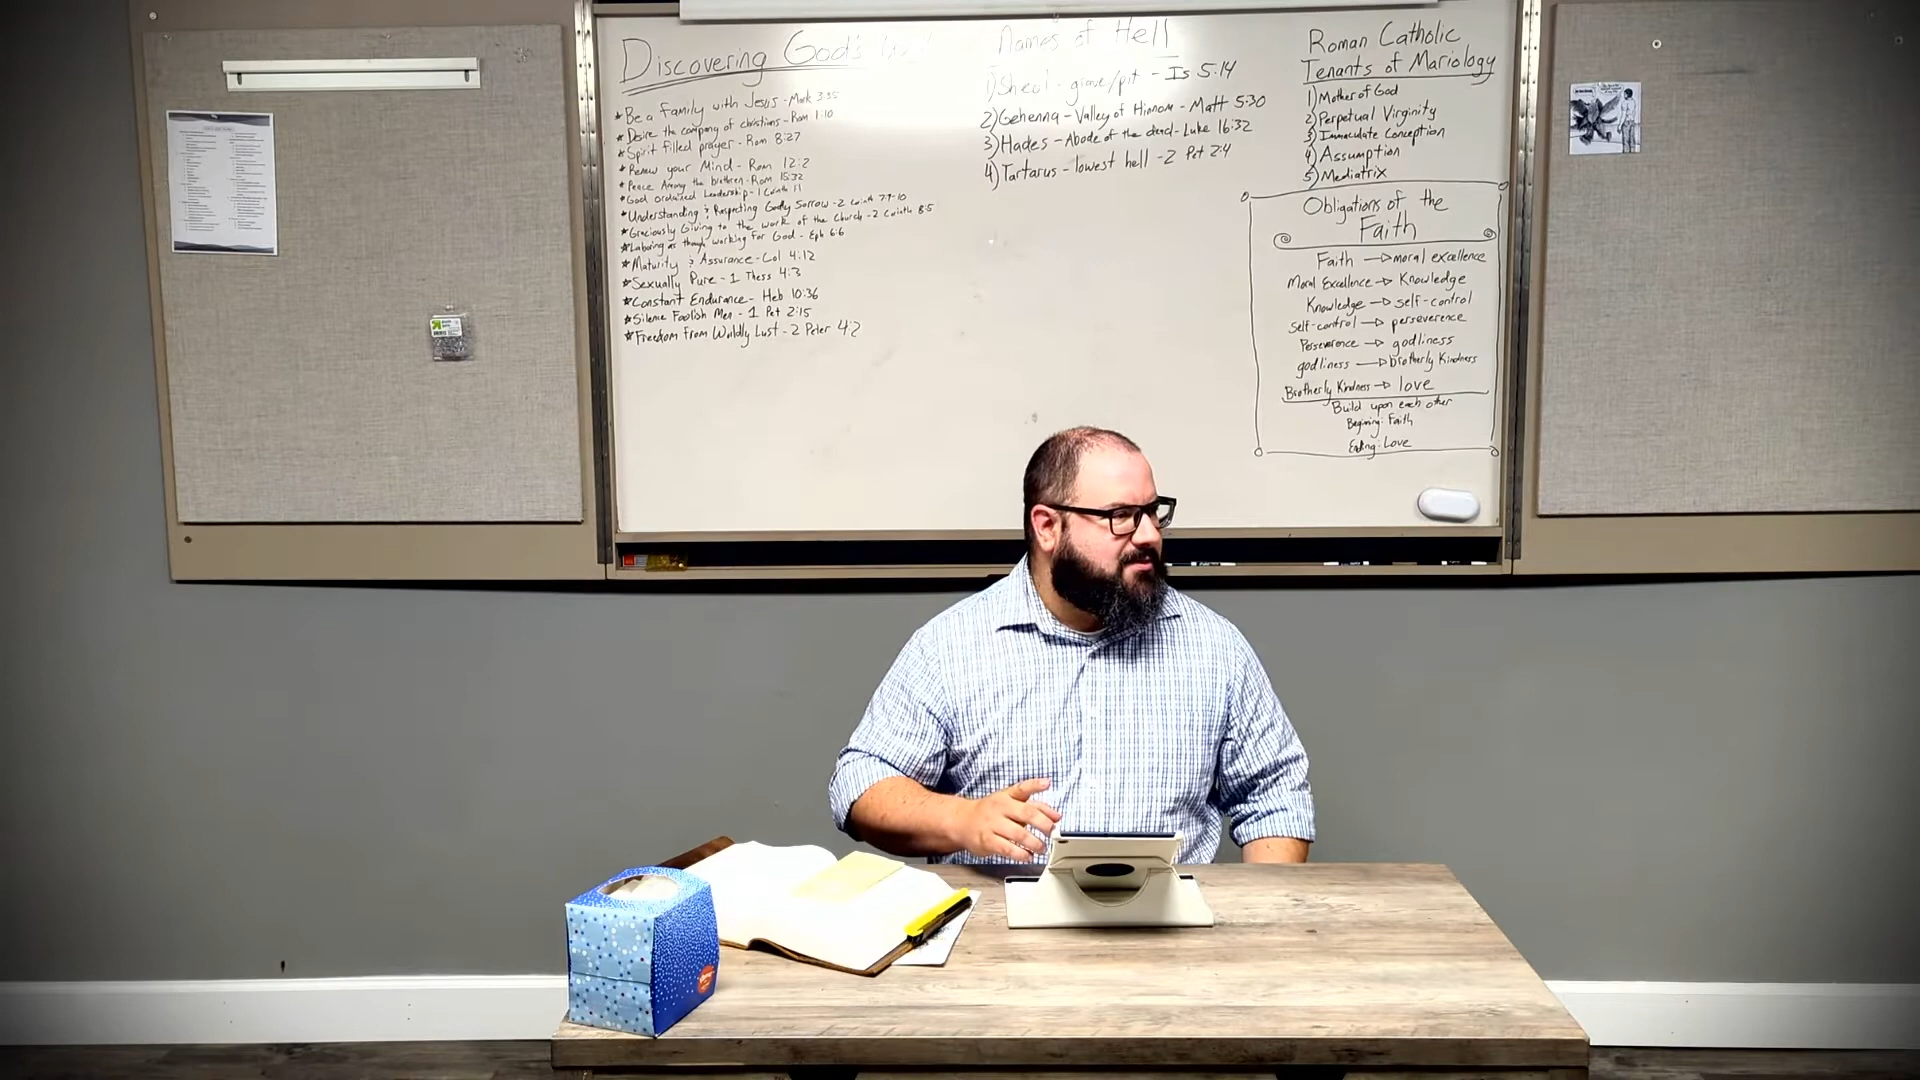 Discovering God's
* Be a family with Jesus - Mark 3:35
* Desire the company of christians - Rom 1:10
* Spirit filled prayer - Rom 8:27
* Renew your Mind - Rom 12:2
* Peace Among the brethren - Rom 15:32
* God ordained Leadership - 1 Corinth 1:1
* Understanding & Respecting Godly Sorrow - 2 Corinth 7:9-10
* Graciously Giving to the work of the Church - 2 Corinth 8:5
* Laboring as though working for God - Eph 6:6
* Maturity & Assurance - Col 4:12
* Sexually Pure - 1 Thess 4:3
* Constant Endurance - Heb 10:36
* Silence Foolish Men - 1 Pet 2:15
* Freedom from Worldly Lust - 2 Peter 4:2
Names of Hell
1) Sheol - grave/pit - Is 5:14
2) Gehenna - Valley of Hinnom - Matt 5:30
3) Hades - Abode of the dead - Luke 16:32
4) Tartarus - lowest hell - 2 Pet 2:4
Roman Catholic
Tenants of Mariology
1) Mother of God
2) Perpetual Virginity
3) Immaculate Conception
4) Assumption
5) Mediatrix
Obligations of the
Faith
Faith → moral excellence
Moral Excellence → Knowledge
Knowledge → self-control
self-control → perseverence
Perseverence → godliness
godliness → brotherly Kindness
Brotherly Kindness → love
Build upon each other
Begining: Faith
Ending: Love